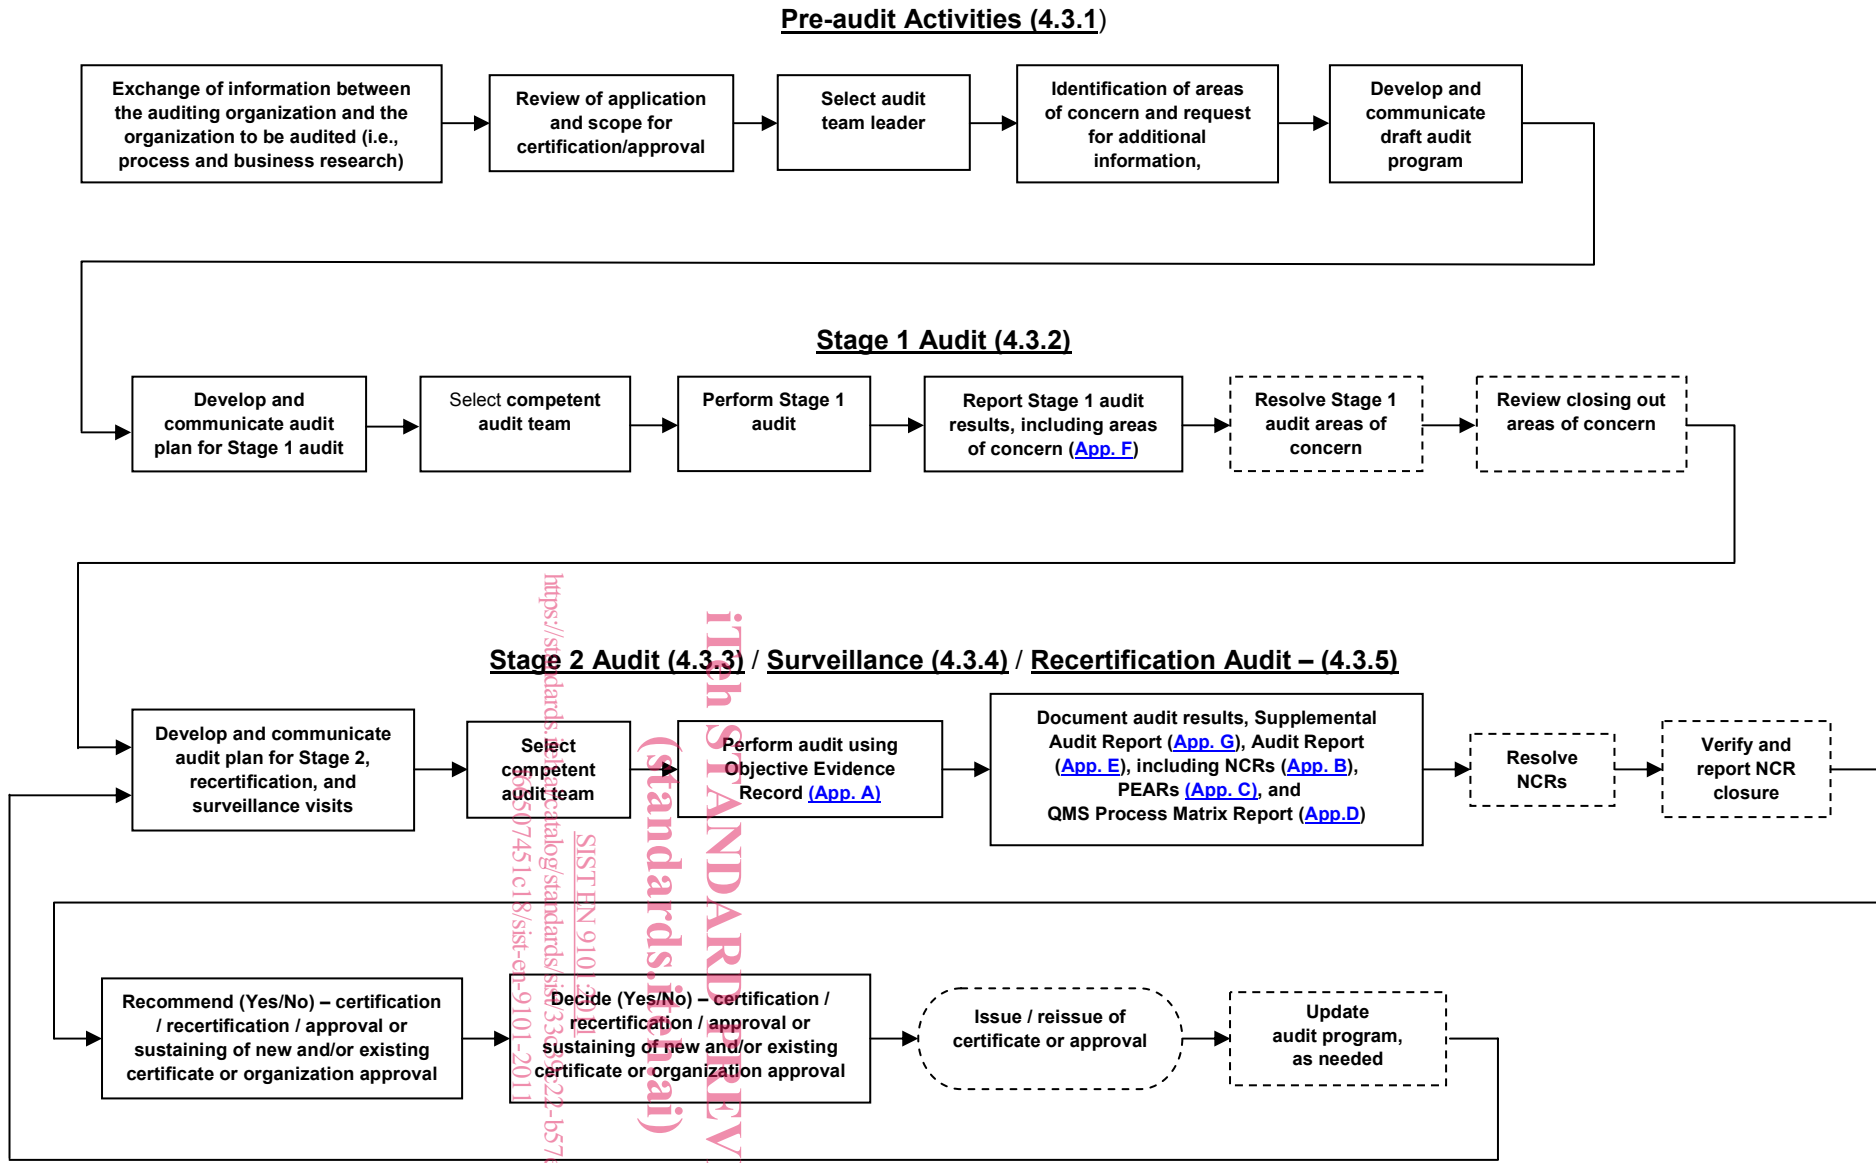 Pre-audit Activities (4.3.1)
Exchange of information between
the auditing organization and the
organization to be audited (i.e.,
process and business research)
Review of application
and scope for
certification/approval
Select audit
team leader
Identification of areas
of concern and request
for additional
information,
Develop and
communicate
draft audit
program
Stage 1 Audit (4.3.2)
Develop and
communicate audit
plan for Stage 1 audit
Select competent
audit team
Perform Stage 1
audit
Report Stage 1 audit
results, including areas
of concern (App. F)
Resolve Stage 1
audit areas of
concern
Review closing out
areas of concern
Stage 2 Audit (4.3.3) / Surveillance (4.3.4) / Recertification Audit – (4.3.5)
Develop and communicate
audit plan for Stage 2,
recertification, and
surveillance visits
Select
competent
audit team
Perform audit using
Objective Evidence
Record (App. A)
Document audit results, Supplemental
Audit Report (App. G), Audit Report
(App. E), including NCRs (App. B),
PEARs (App. C), and
QMS Process Matrix Report (App.D)
Resolve
NCRs
Verify and
report NCR
closure
Recommend (Yes/No) – certification
/ recertification / approval or
sustaining of new and/or existing
certificate or organization approval
Decide (Yes/No) – certification /
recertification / approval or
sustaining of new and/or existing
certificate or organization approval
Issue / reissue of
certificate or approval
Update
audit program,
as needed
iTeh STANDARD PREV
(standards.iteh.ai)
SIST EN 9101:2011